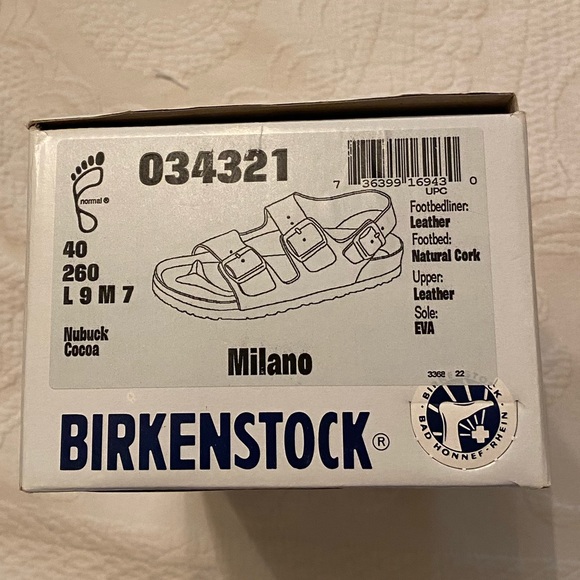 034321
normal ®
7 36399 16943 0
UPC
40
260
L 9 M 7
Nubuck
Cocoa
Footbedliner:
Leather
Footbed:
Natural Cork
Upper:
Leather
Sole:
EVA
Milano
3368 22
BIRKENSTOCK®
BIRKENSTOCK
BAD HONNEF-RHEIN